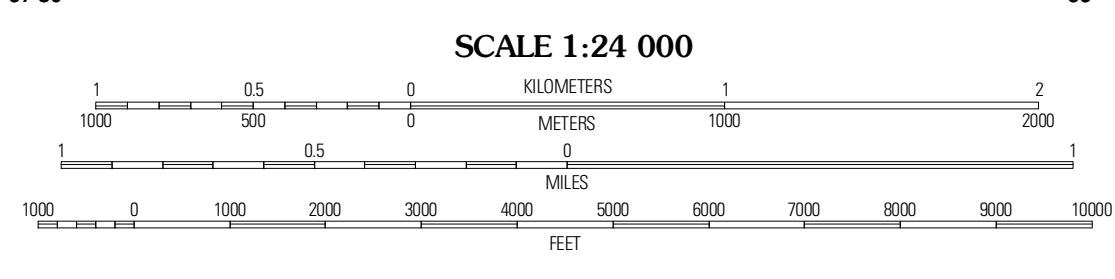 SCALE 1:24 000
1 0.5 0 KILOMETERS 1 2
1000 500 0 METERS 1000 2000
1 0.5 0 1
MILES
1000 0 1000 2000 3000 4000 5000 6000 7000 8000 9000 10000
FEET